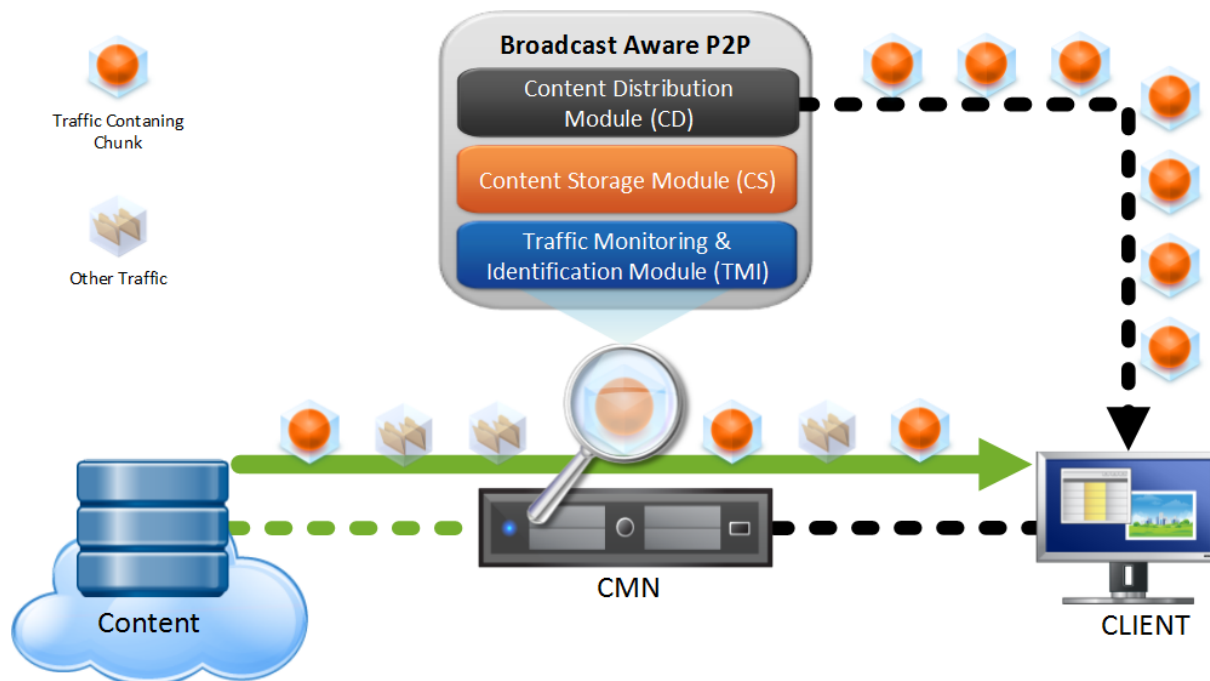 Broadcast Aware P2P
Content Distribution
Module (CD)
Content Storage Module (CS)
Traffic Monitoring &
Identification Module (TMI)
Traffic Contaning
Chunk
Other Traffic
Content
CMN
CLIENT